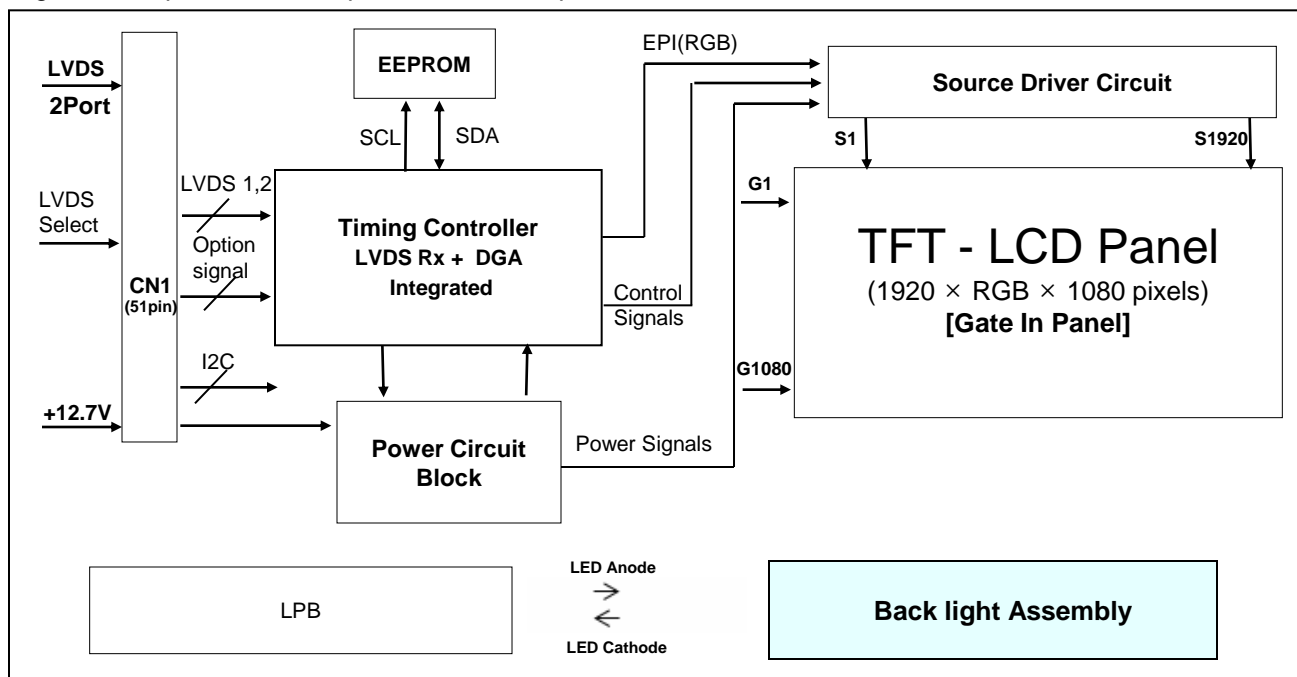 LVDS
2Port
LVDS
Select
+12.7V
CN1
(51pin)
LVDS 1,2
Option
signal
I2C
EEPROM
SCL
SDA
Timing Controller
LVDS Rx + DGA
Integrated
Power Circuit
Block
EPI(RGB)
Control
Signals
Power Signals
Source Driver Circuit
S1
S1920
G1
G1080
TFT - LCD Panel
(1920 × RGB × 1080 pixels)
[Gate In Panel]
LPB
LED Anode
LED Cathode
Back light Assembly